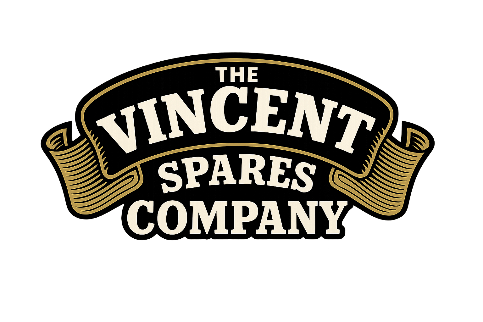 THE
VINCENT
SPARES
COMPANY